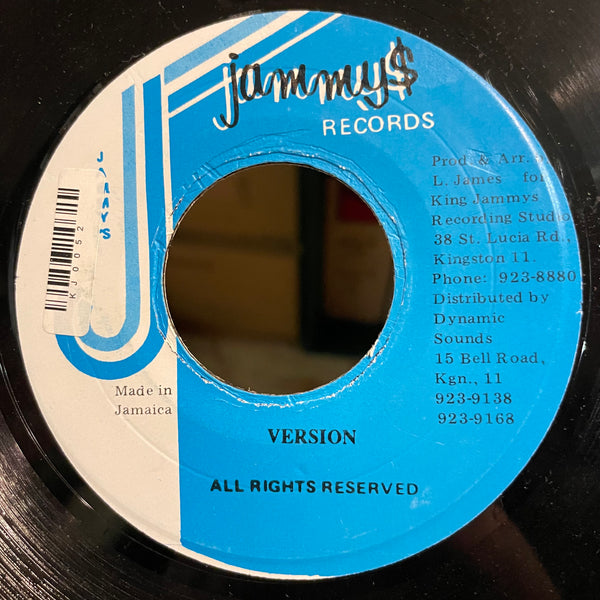 jammy$
RECORDS
JAMMY'S
KJ0052
Prod. & Arr. b
L. James for
King Jammys
Recording Studio
38 St. Lucia Rd.,
Kingston 11.
Phone: 923-8880
Distributed by
Dynamic
Sounds
15 Bell Road,
Kgn., 11
923-9138
923-9168
Made in
Jamaica
VERSION
ALL RIGHTS RESERVED